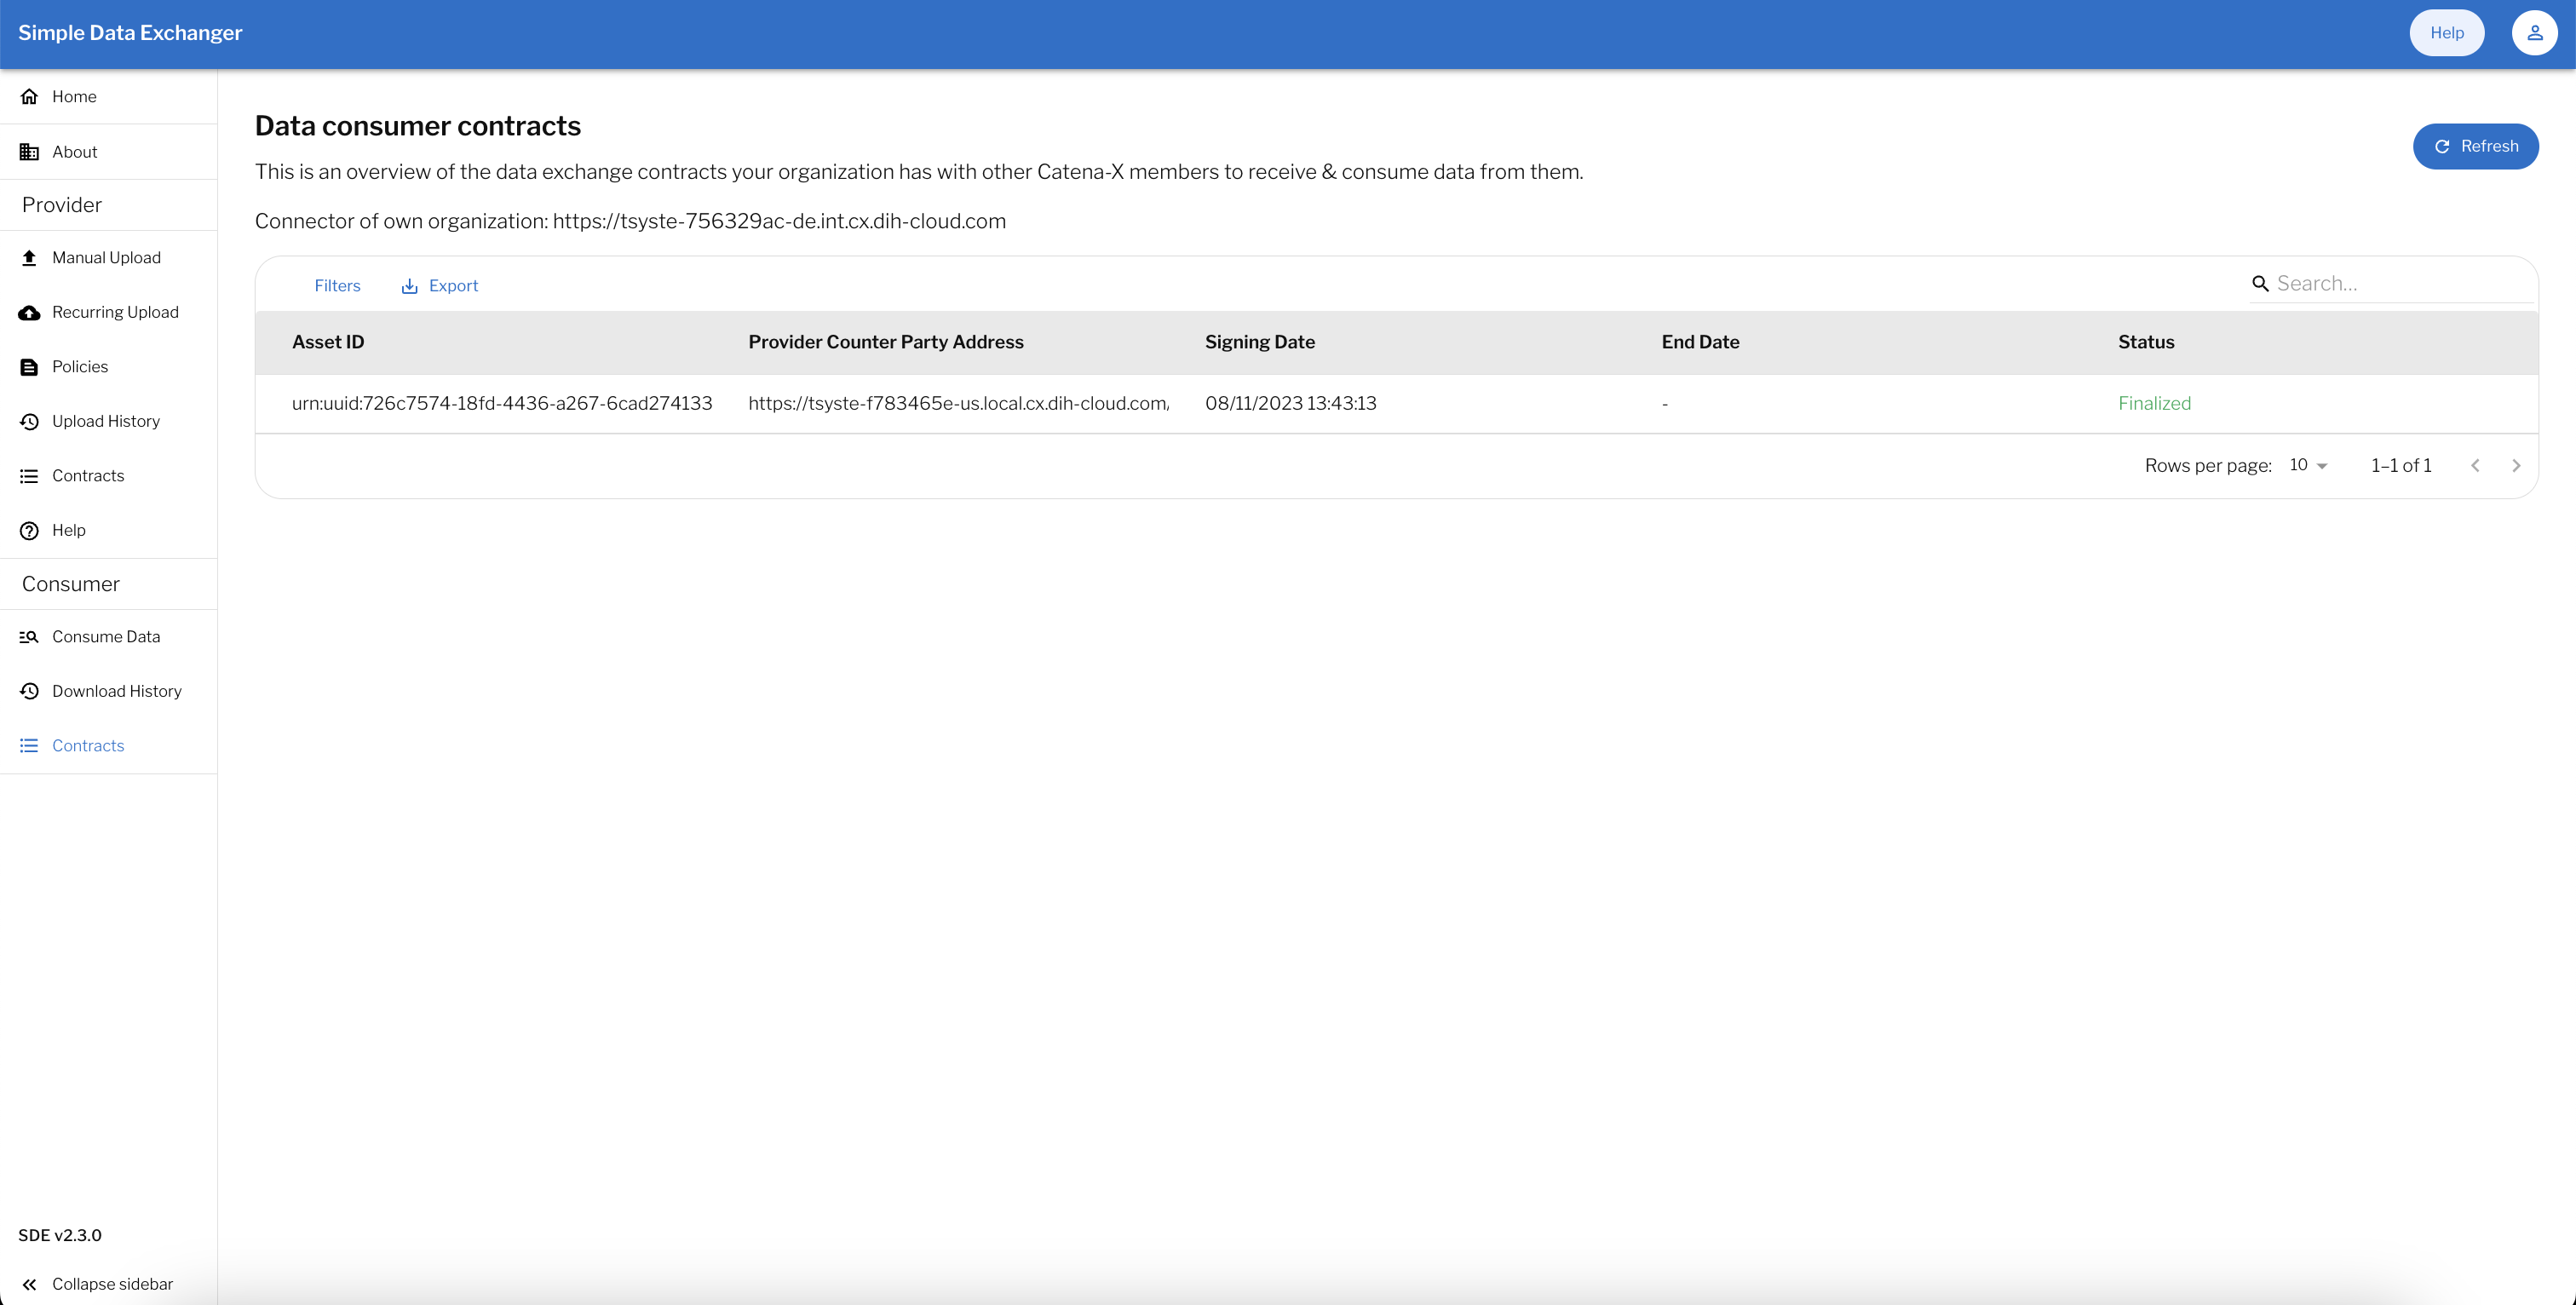 Simple Data Exchanger
Help
Home
About
Provider
Manual Upload
Recurring Upload
Policies
Upload History
Contracts
Help
Consumer
Consume Data
Download History
Contracts
SDE v2.3.0
Collapse sidebar
Data consumer contracts
Refresh
This is an overview of the data exchange contracts your organization has with other Catena-X members to receive & consume data from them.
Connector of own organization: https://tsyste-756329ac-de.int.cx.dih-cloud.com
Filters Export Search...
Asset ID Provider Counter Party Address Signing Date End Date Status
urn:uuid:726c7574-18fd-4436-a267-6cad274133 https://tsyste-f783465e-us.local.cx.dih-cloud.com, 08/11/2023 13:43:13 - Finalized
Rows per page: 10 1–1 of 1